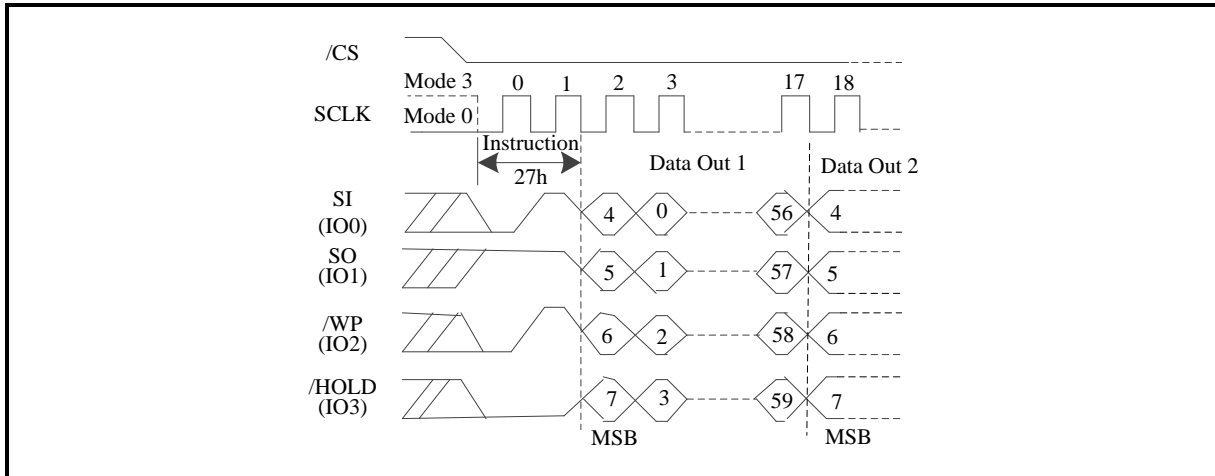 /CS
Mode 3 0 1 2 3 17 18
SCLK Mode 0
Instruction Data Out 1 Data Out 2
27h
SI
(IO0) 4 0 56 4
SO
(IO1) 5 1 57 5
/WP
(IO2) 6 2 58 6
/HOLD
(IO3) 7 3 59 7
MSB MSB